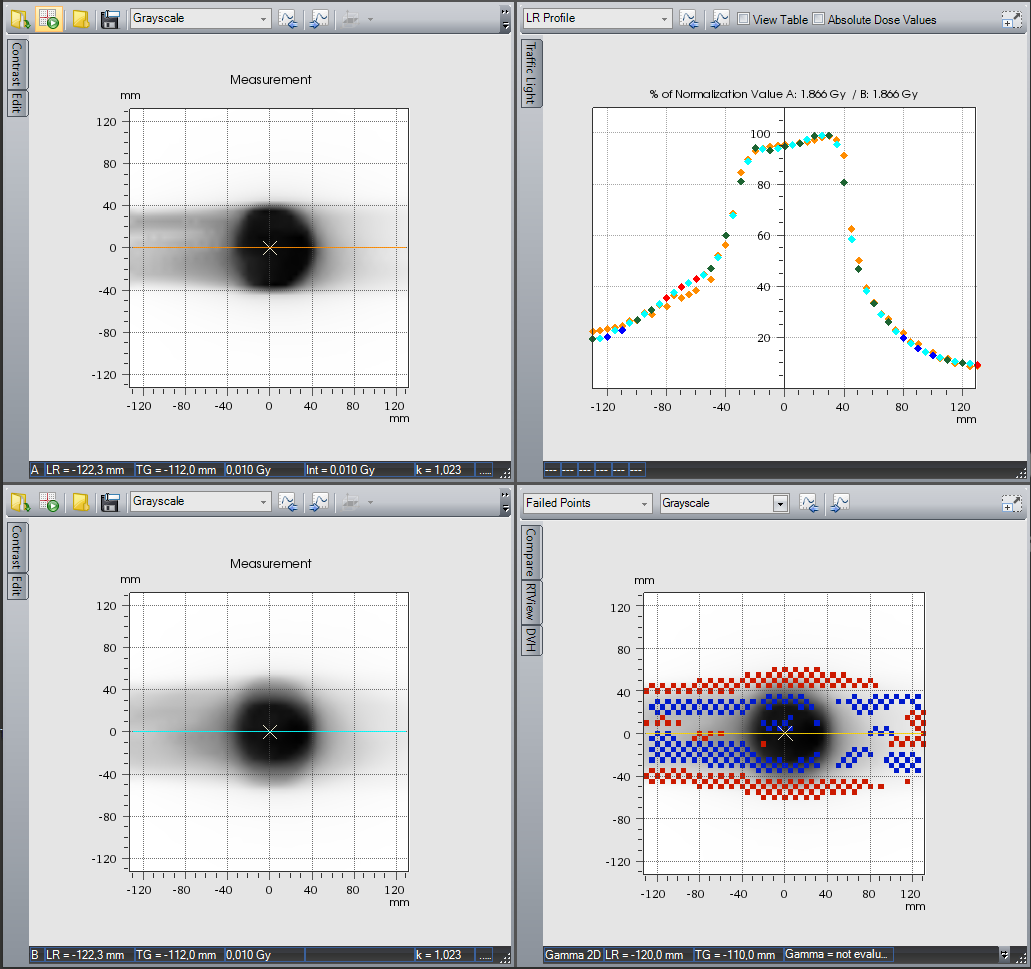 Grayscale
Contrast
Edit
Measurement
mm
120
80
40
0
-40
-80
-120
-120 -80 -40 0 40 80 120
mm
A LR = -122,3 mm TG = -112,0 mm 0,010 Gy Int = 0,010 Gy k = 1,023 .....
LR Profile View Table Absolute Dose Values
Traffic Light
% of Normalization Value A: 1.866 Gy / B: 1.866 Gy
100
80
60
40
20
-120 -80 -40 0 40 80 120
mm
--- --- --- --- --- ---
Grayscale
Contrast
Edit
Measurement
mm
120
80
40
0
-40
-80
-120
-120 -80 -40 0 40 80 120
mm
B LR = -122,3 mm TG = -112,0 mm 0,010 Gy k = 1,023 .....
Failed Points Grayscale
Compare
RTView
DVH
mm
120
80
40
0
-40
-80
-120
-120 -80 -40 0 40 80 120
mm
Gamma 2D LR = -120,0 mm TG = -110,0 mm Gamma = not evalu...